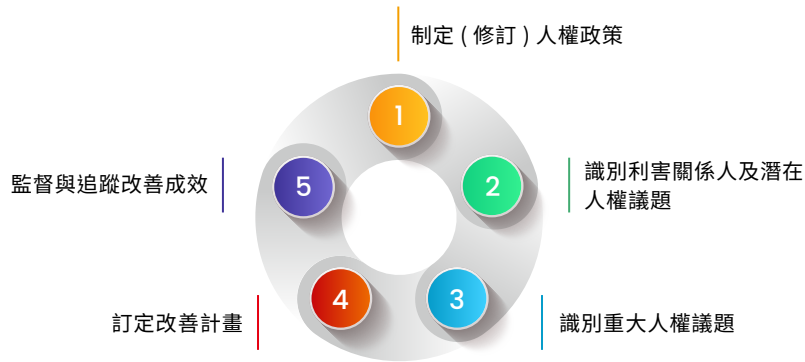 1
制定 ( 修訂 ) 人權政策
2
識別利害關係人及潛在
人權議題
3
識別重大人權議題
4
訂定改善計畫
5
監督與追蹤改善成效